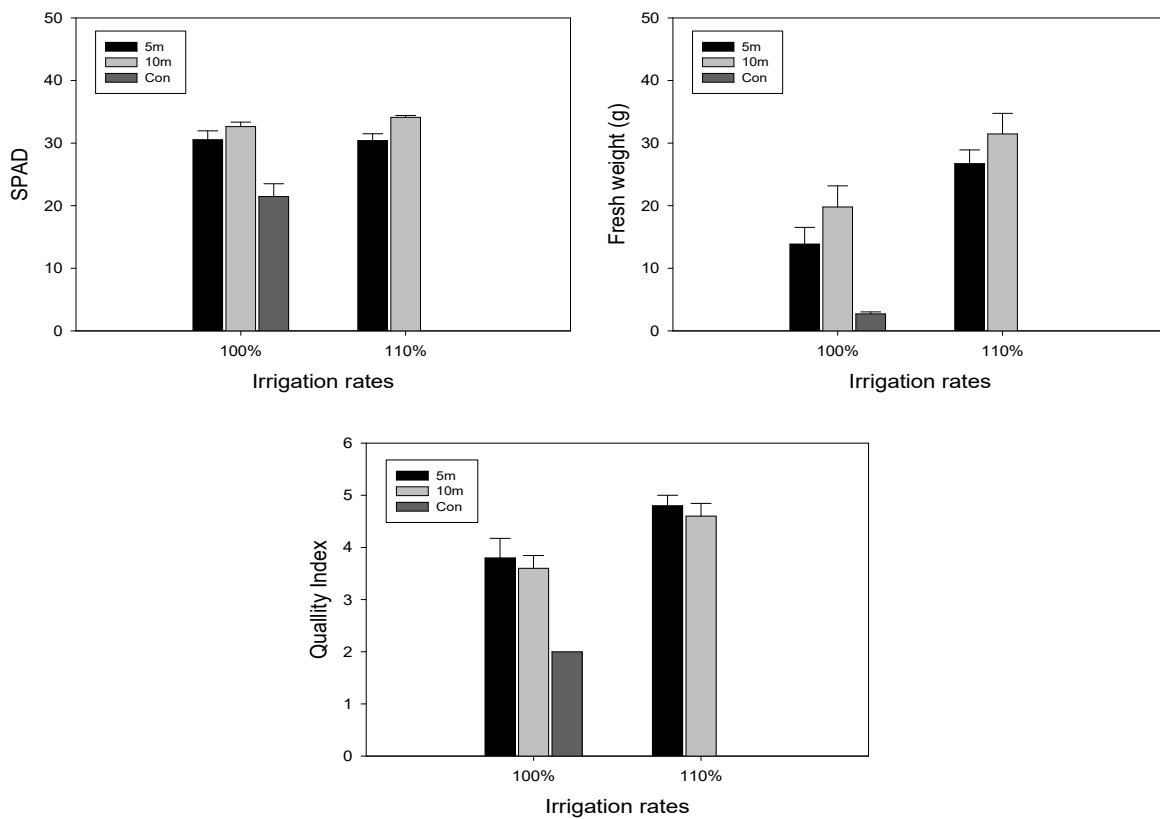 50
40
30
20
10
0
SPAD
5m
10m
Con
100% 110%
Irrigation rates
50
40
30
20
10
0
Fresh weight (g)
5m
10m
Con
100% 110%
Irrigation rates
6
5
4
3
2
1
0
Quallity Index
5m
10m
Con
100% 110%
Irrigation rates